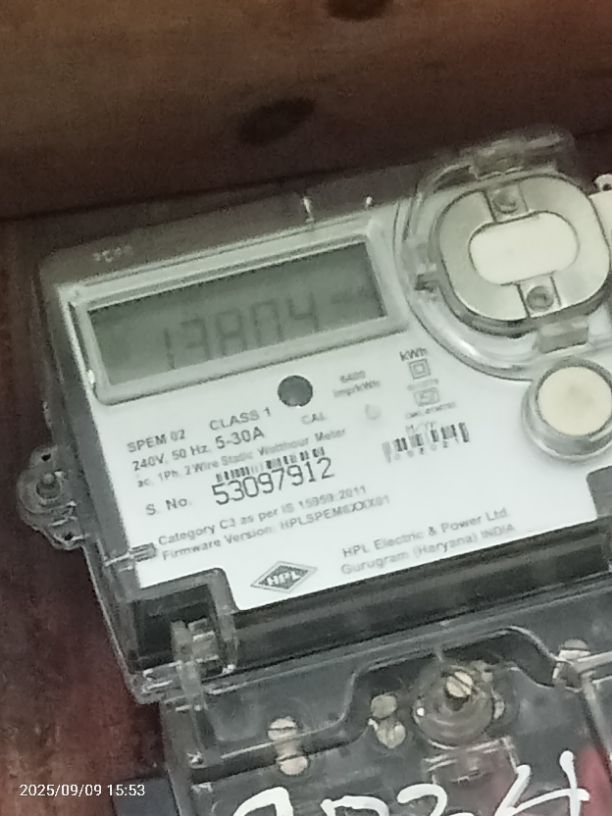 SPEM 02 CLASS 1
240V, 50 Hz, 5-30A
ac, 1Ph, 2Wire Static Watthour Meter
CAL
6400
imp/kWh
kWh
M/YR
S. No. 53097912
Category C3 as per IS 15959:2011
Firmware Version: HPLSPEM6XXX01
HPL
HPL Electric & Power Ltd.
Gurugram (Haryana) INDIA
2025/09/09 15:53